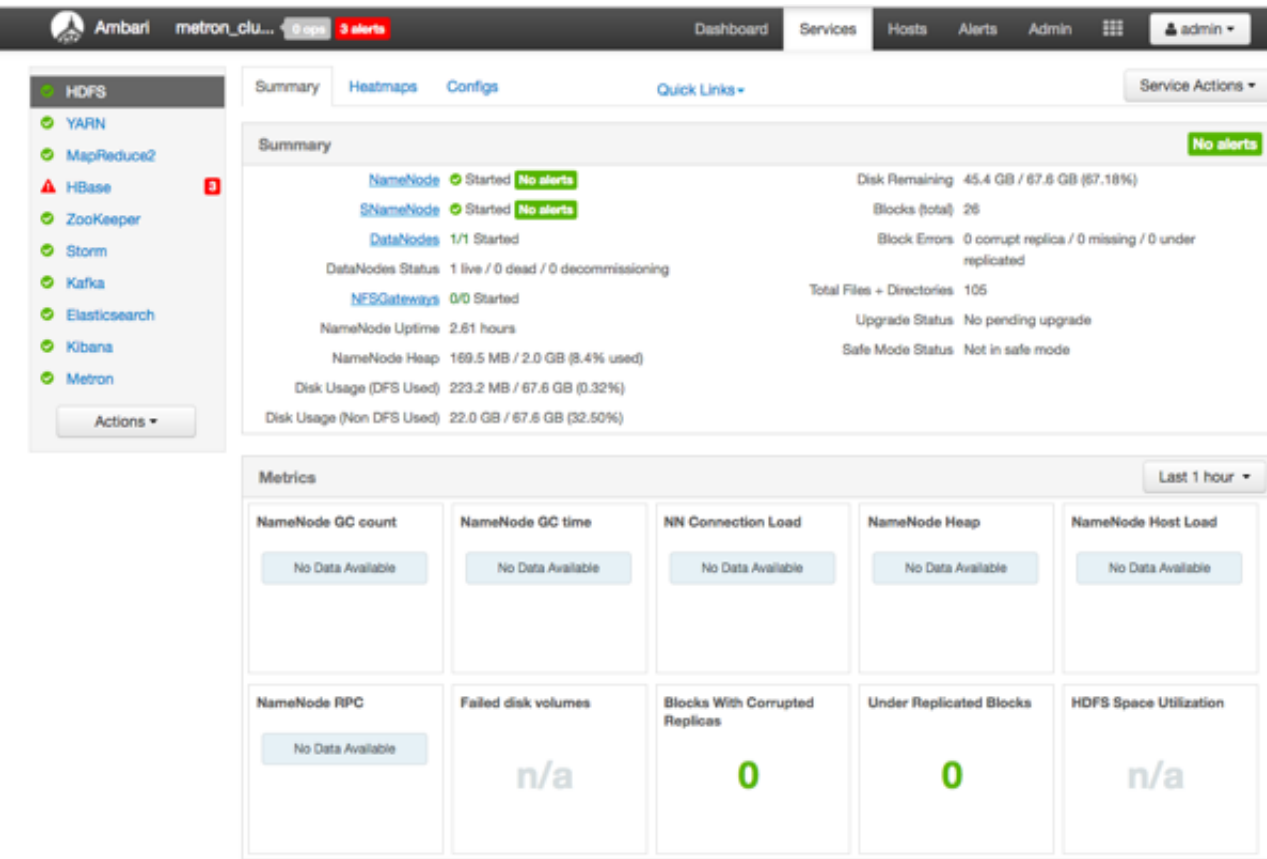 Ambari metron_clu... 0 ops 3 alerts Dashboard Services Hosts Alerts Admin admin
HDFS
YARN
MapReduce2
HBase 3
ZooKeeper
Storm
Kafka
Elasticsearch
Kibana
Metron
Actions
Summary Heatmaps Configs Quick Links Service Actions
Summary No alerts
NameNode Started No alerts
SNameNode Started No alerts
DataNodes 1/1 Started
DataNodes Status 1 live / 0 dead / 0 decommissioning
NFSGateways 0/0 Started
NameNode Uptime 2.61 hours
NameNode Heap 169.5 MB / 2.0 GB (8.4% used)
Disk Usage (DFS Used) 223.2 MB / 67.6 GB (0.32%)
Disk Usage (Non DFS Used) 22.0 GB / 67.6 GB (32.50%)
Disk Remaining 45.4 GB / 67.6 GB (67.18%)
Blocks (total) 26
Block Errors 0 corrupt replica / 0 missing / 0 under
replicated
Total Files + Directories 105
Upgrade Status No pending upgrade
Safe Mode Status Not in safe mode
Metrics Last 1 hour
NameNode GC count
No Data Available
NameNode GC time
No Data Available
NN Connection Load
No Data Available
NameNode Heap
No Data Available
NameNode Host Load
No Data Available
NameNode RPC
No Data Available
Failed disk volumes
n/a
Blocks With Corrupted
Replicas
0
Under Replicated Blocks
0
HDFS Space Utilization
n/a